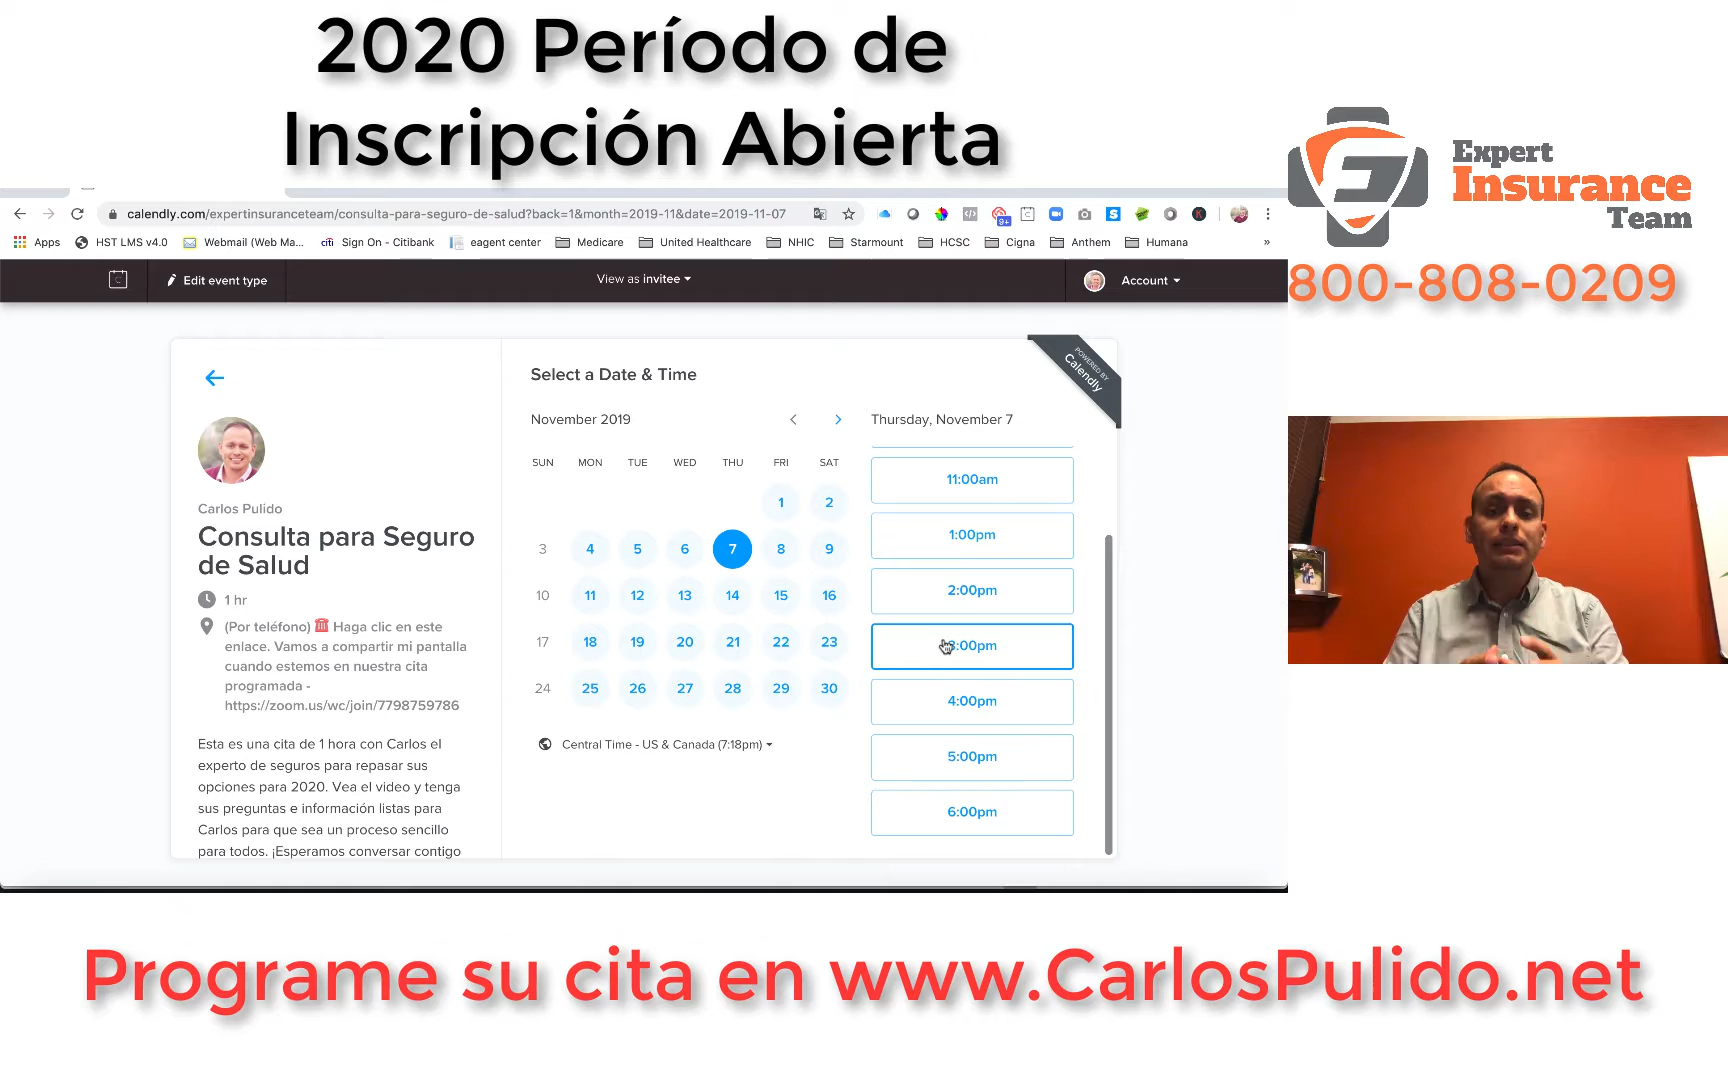 2020 Período de
Inscripción Abierta
Expert
Insurance
Team
800-808-0209
calendly.com/expertinsuranceteam/consulta-para-seguro-de-salud?back=1&month=2019-11&date=2019-11-07
9+
Apps
HST LMS v4.0
Webmail (Web Ma...
citi
Sign On - Citibank
eagent center
Medicare
United Healthcare
NHIC
Starmount
HCSC
Cigna
Anthem
Humana
»
Edit event type
View as invitee
Account
POWERED BY
Calendly
Carlos Pulido
Consulta para Seguro
de Salud
1 hr
(Por teléfono) ☎️ Haga clic en este
enlace. Vamos a compartir mi pantalla
cuando estemos en nuestra cita
programada -
https://zoom.us/wc/join/7798759786
Esta es una cita de 1 hora con Carlos el
experto de seguros para repasar sus
opciones para 2020. Vea el video y tenga
sus preguntas e información listas para
Carlos para que sea un proceso sencillo
para todos. ¡Esperamos conversar contigo
Select a Date & Time
November 2019
SUN MON TUE WED THU FRI SAT
1 2
3 4 5 6 7 8 9
10 11 12 13 14 15 16
17 18 19 20 21 22 23
24 25 26 27 28 29 30
Central Time - US & Canada (7:18pm)
Thursday, November 7
11:00am
1:00pm
2:00pm
:00pm
4:00pm
5:00pm
6:00pm
Programe su cita en www.CarlosPulido.net